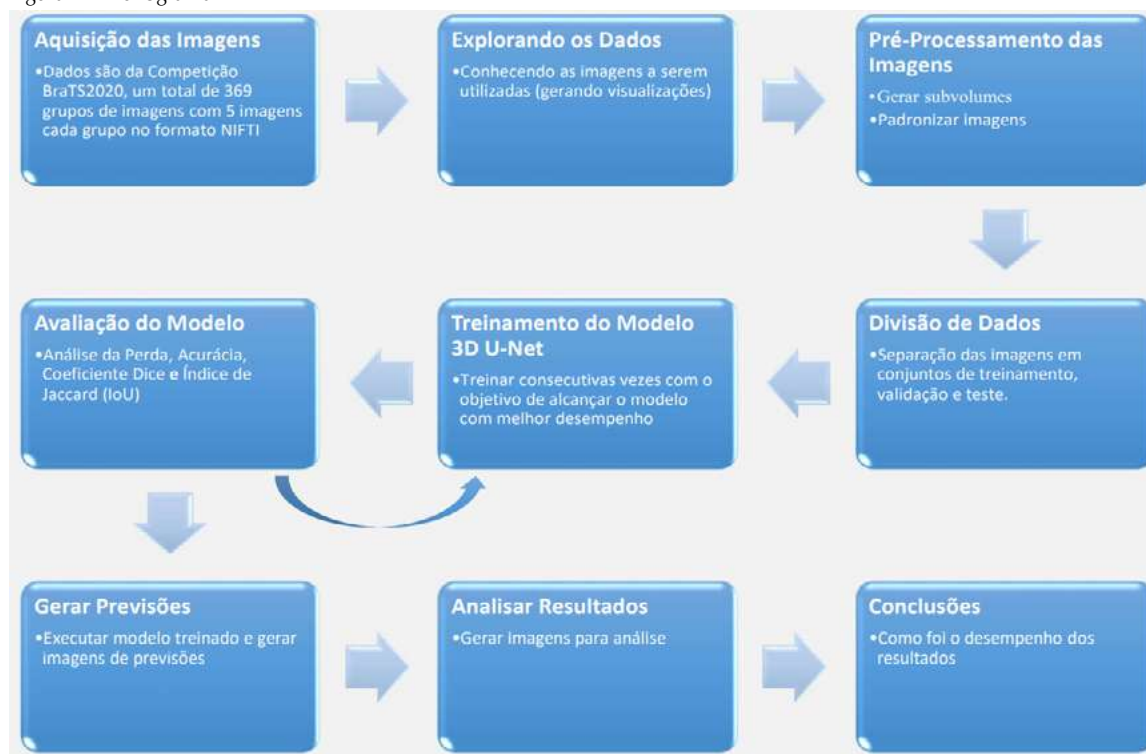 Aquisição das Imagens
•Dados são da Competição
BraTS2020, um total de 369
grupos de imagens com 5 imagens
cada grupo no formato NIFTI
Explorando os Dados
•Conhecendo as imagens a serem
utilizadas (gerando visualizações)
Pré-Processamento das
Imagens
•Gerar subvolumes
•Padronizar imagens
Divisão de Dados
•Separação das imagens em
conjuntos de treinamento,
validação e teste.
Treinamento do Modelo
3D U-Net
•Treinar consecutivas vezes com o
objetivo de alcançar o modelo
com melhor desempenho
Avaliação do Modelo
•Análise da Perda, Acurácia,
Coeficiente Dice e Índice de
Jaccard (IoU)
Gerar Previsões
•Executar modelo treinado e gerar
imagens de previsões
Analisar Resultados
•Gerar imagens para análise
Conclusões
•Como foi o desempenho dos
resultados